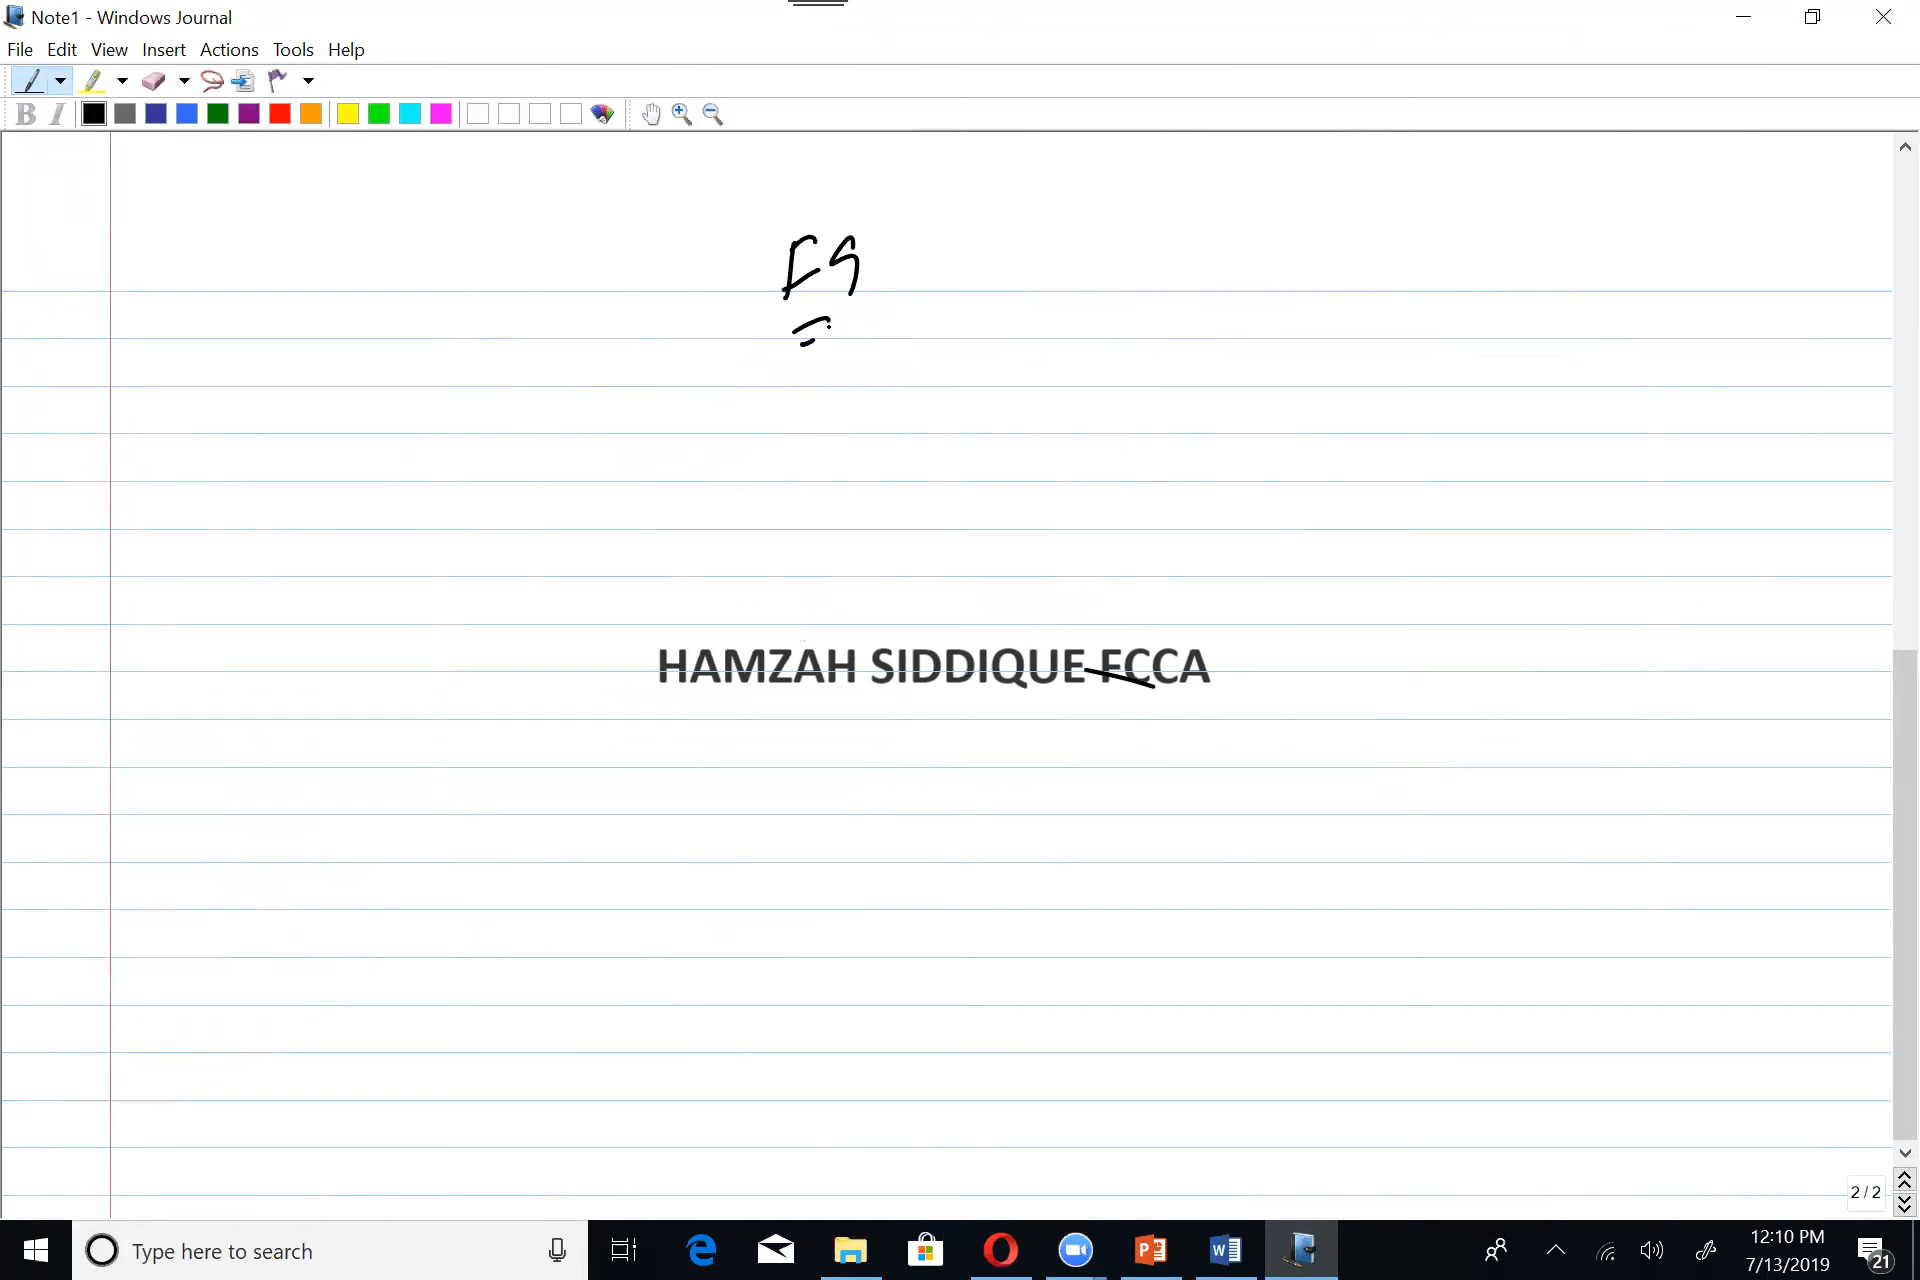 Note1 - Windows Journal
File Edit View Insert Actions Tools Help
B I
HAMZAH SIDDIQUE FCCA
2 / 2
Type here to search
12:10 PM
7/13/2019
21